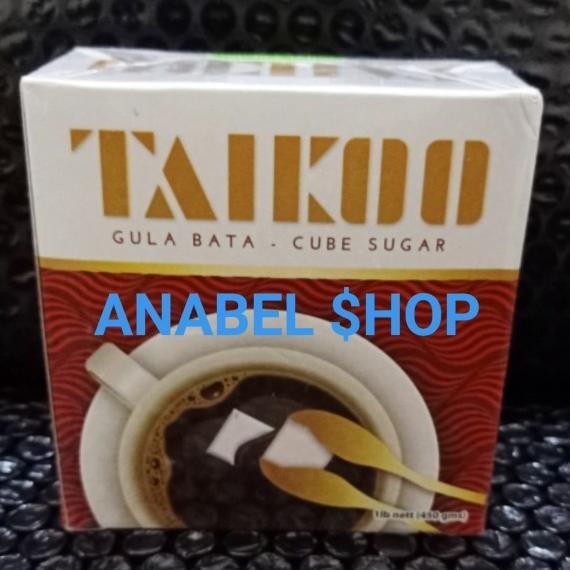 TAIKOO
GULA BATA - CUBE SUGAR
ANABEL $HOP
1lb nett (450 gms)